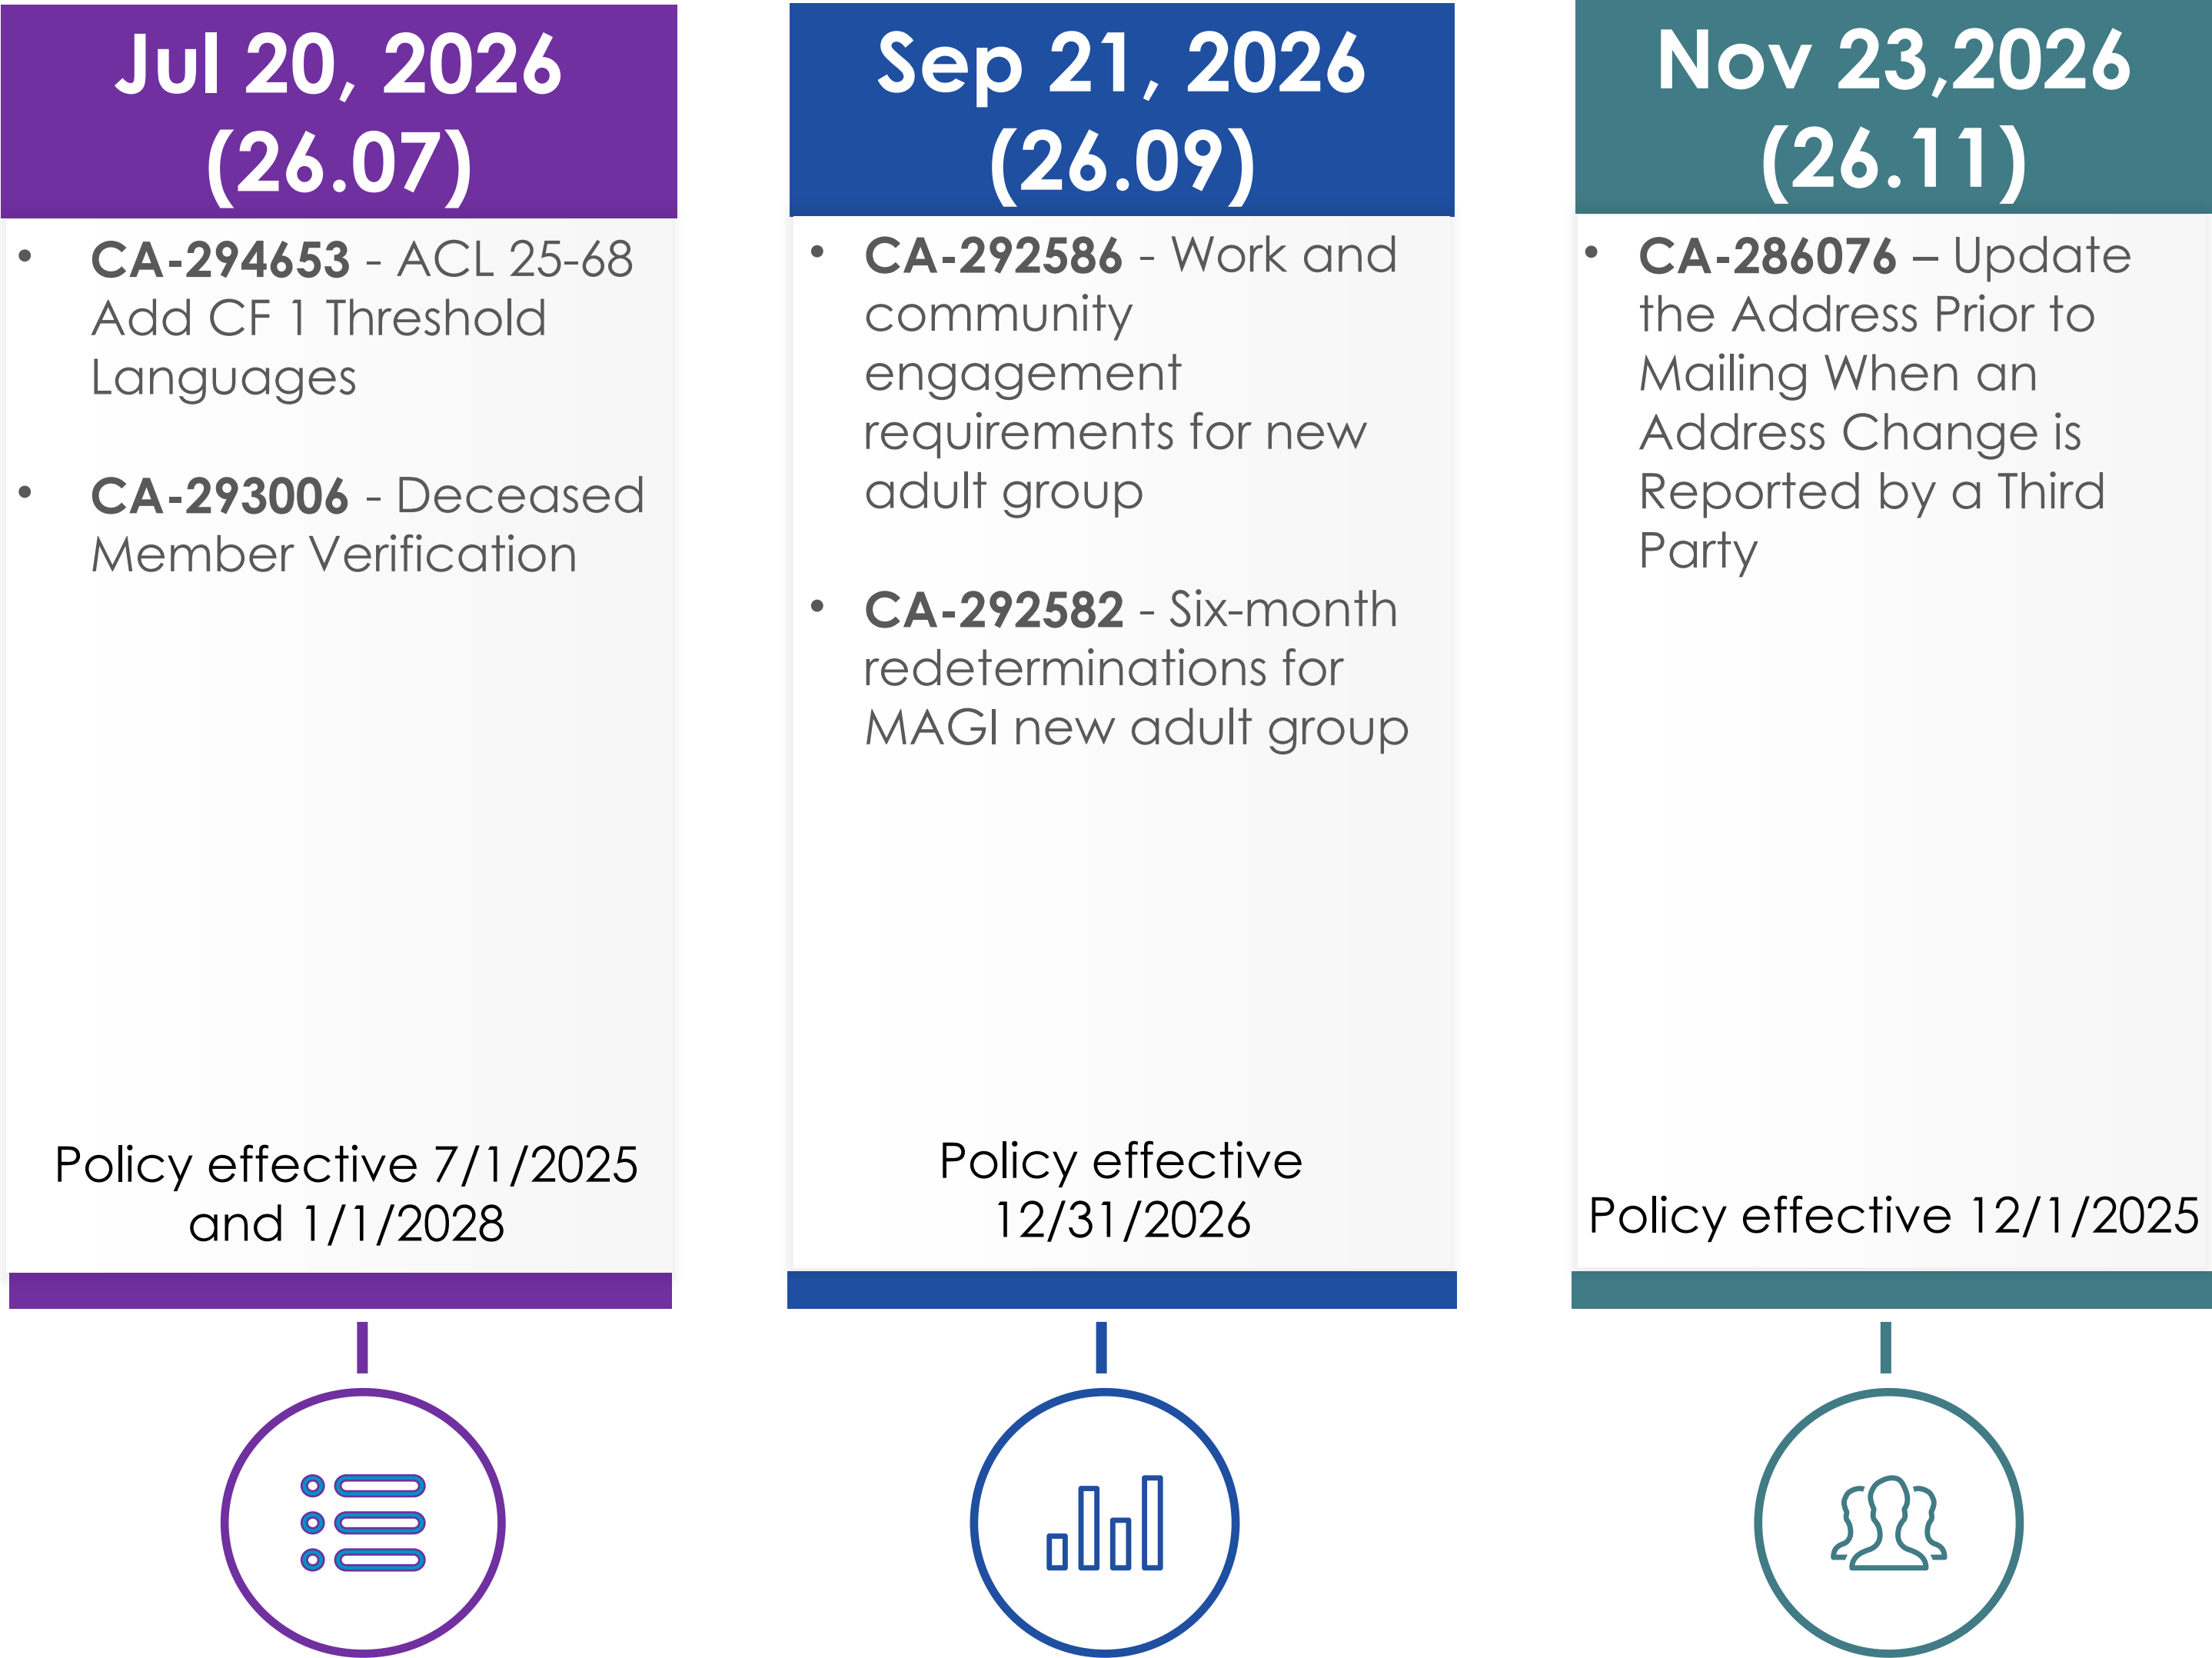 Jul 20, 2026
(26.07)
• CA-294653 - ACL 25-68
Add CF 1 Threshold
Languages
• CA-293006 - Deceased
Member Verification
Policy effective 7/1/2025
and 1/1/2028
Sep 21, 2026
(26.09)
• CA-292586 - Work and
community
engagement
requirements for new
adult group
• CA-292582 - Six-month
redeterminations for
MAGI new adult group
Policy effective
12/31/2026
Nov 23,2026
(26.11)
• CA-286076 – Update
the Address Prior to
Mailing When an
Address Change is
Reported by a Third
Party
Policy effective 12/1/2025